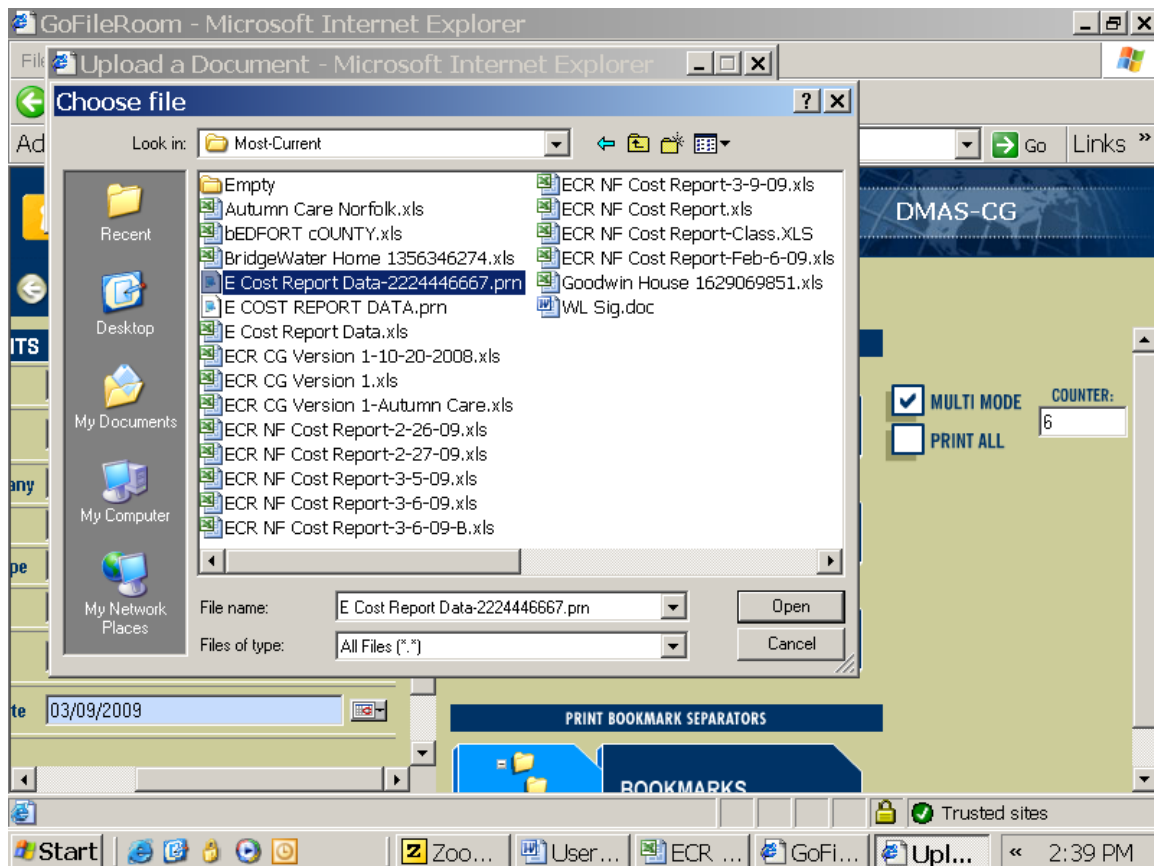 GoFileRoom - Microsoft Internet Explorer
File
Upload a Document - Microsoft Internet Explorer
Choose file
Look in:
Most-Current
Ad
Go
Links »
Recent
Desktop
My Documents
My Computer
My Network
Places
Empty
Autumn Care Norfolk.xls
bEDFORT cOUNTY.xls
BridgeWater Home 1356346274.xls
E Cost Report Data-2224446667.prn
E COST REPORT DATA.prn
E Cost Report Data.xls
ECR CG Version 1-10-20-2008.xls
ECR CG Version 1.xls
ECR CG Version 1-Autumn Care.xls
ECR NF Cost Report-2-26-09.xls
ECR NF Cost Report-2-27-09.xls
ECR NF Cost Report-3-5-09.xls
ECR NF Cost Report-3-6-09.xls
ECR NF Cost Report-3-6-09-B.xls
ECR NF Cost Report-3-9-09.xls
ECR NF Cost Report.xls
ECR NF Cost Report-Class.XLS
ECR NF Cost Report-Feb-6-09.xls
Goodwin House 1629069851.xls
WL Sig.doc
File name:
E Cost Report Data-2224446667.prn
Open
Files of type:
All Files (*.*)
Cancel
DMAS-CG
ITS
any
pe
MULTI MODE
COUNTER:
6
PRINT ALL
te
03/09/2009
PRINT BOOKMARK SEPARATORS
BOOKMARKS
Trusted sites
Start
Zoo...
User...
ECR ...
GoFi...
Upl...
«
2:39 PM